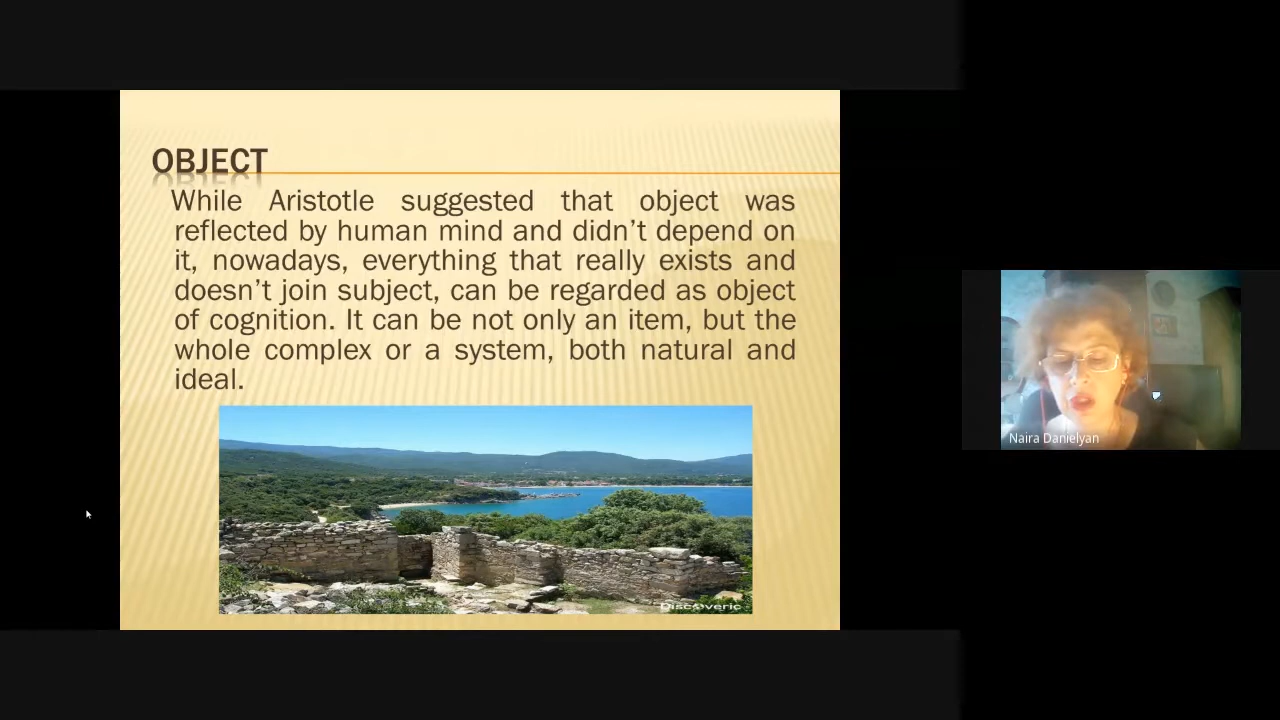 OBJECT
While Aristotle suggested that object was
reflected by human mind and didn’t depend on
it, nowadays, everything that really exists and
doesn’t join subject, can be regarded as object
of cognition. It can be not only an item, but the
whole complex or a system, both natural and
ideal.
Discoveric
Naira Danielyan